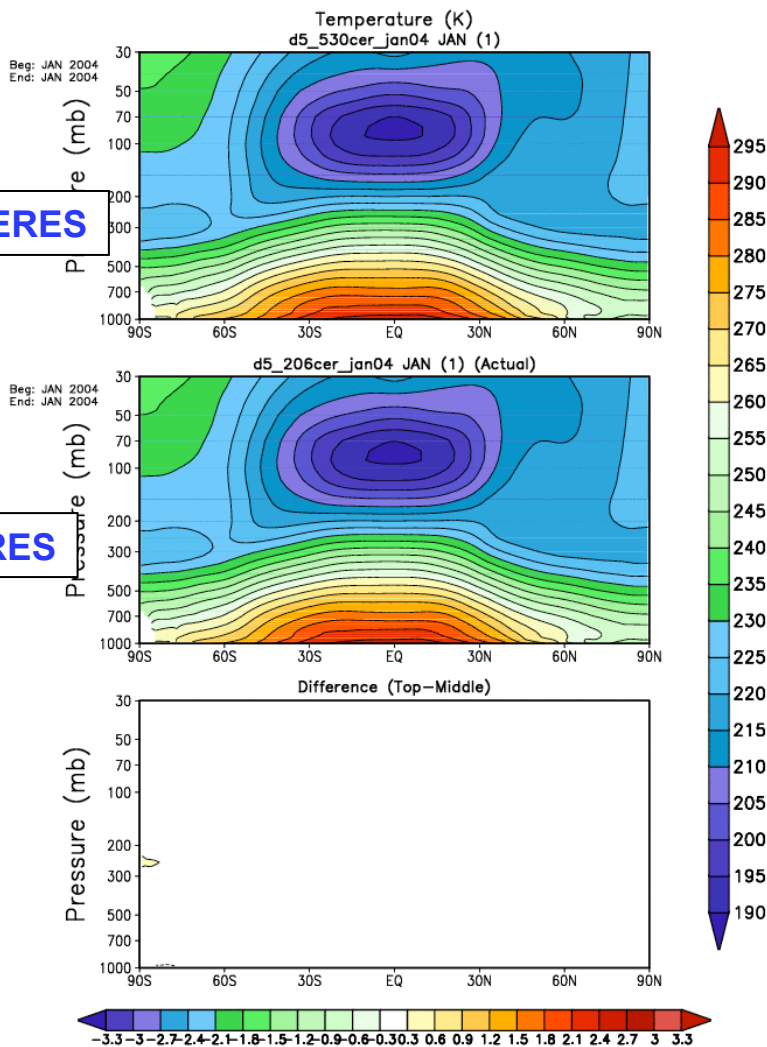 Temperature (K)
d5_530cer_jan04 JAN (1)
Beg: JAN 2004
End: JAN 2004
30
50
70
100
200
300
500
700
1000
(mb)
ERES
90S 60S 30S EQ 30N 60N 90N
d5_206cer_jan04 JAN (1) (Actual)
Beg: JAN 2004
End: JAN 2004
30
50
70
100
200
300
500
700
1000
Pressure (mb)
RES
90S 60S 30S EQ 30N 60N 90N
Difference (Top-Middle)
30
50
70
100
200
300
500
700
1000
Pressure (mb)
90S 60S 30S EQ 30N 60N 90N
295
290
285
280
275
270
265
260
255
250
245
240
235
230
225
220
215
210
205
200
195
190
-3.3 -3 -2.7 -2.4 -2.1 -1.8 -1.5 -1.2 -0.9 -0.6 -0.3 0.3 0.6 0.9 1.2 1.5 1.8 2.1 2.4 2.7 3 3.3